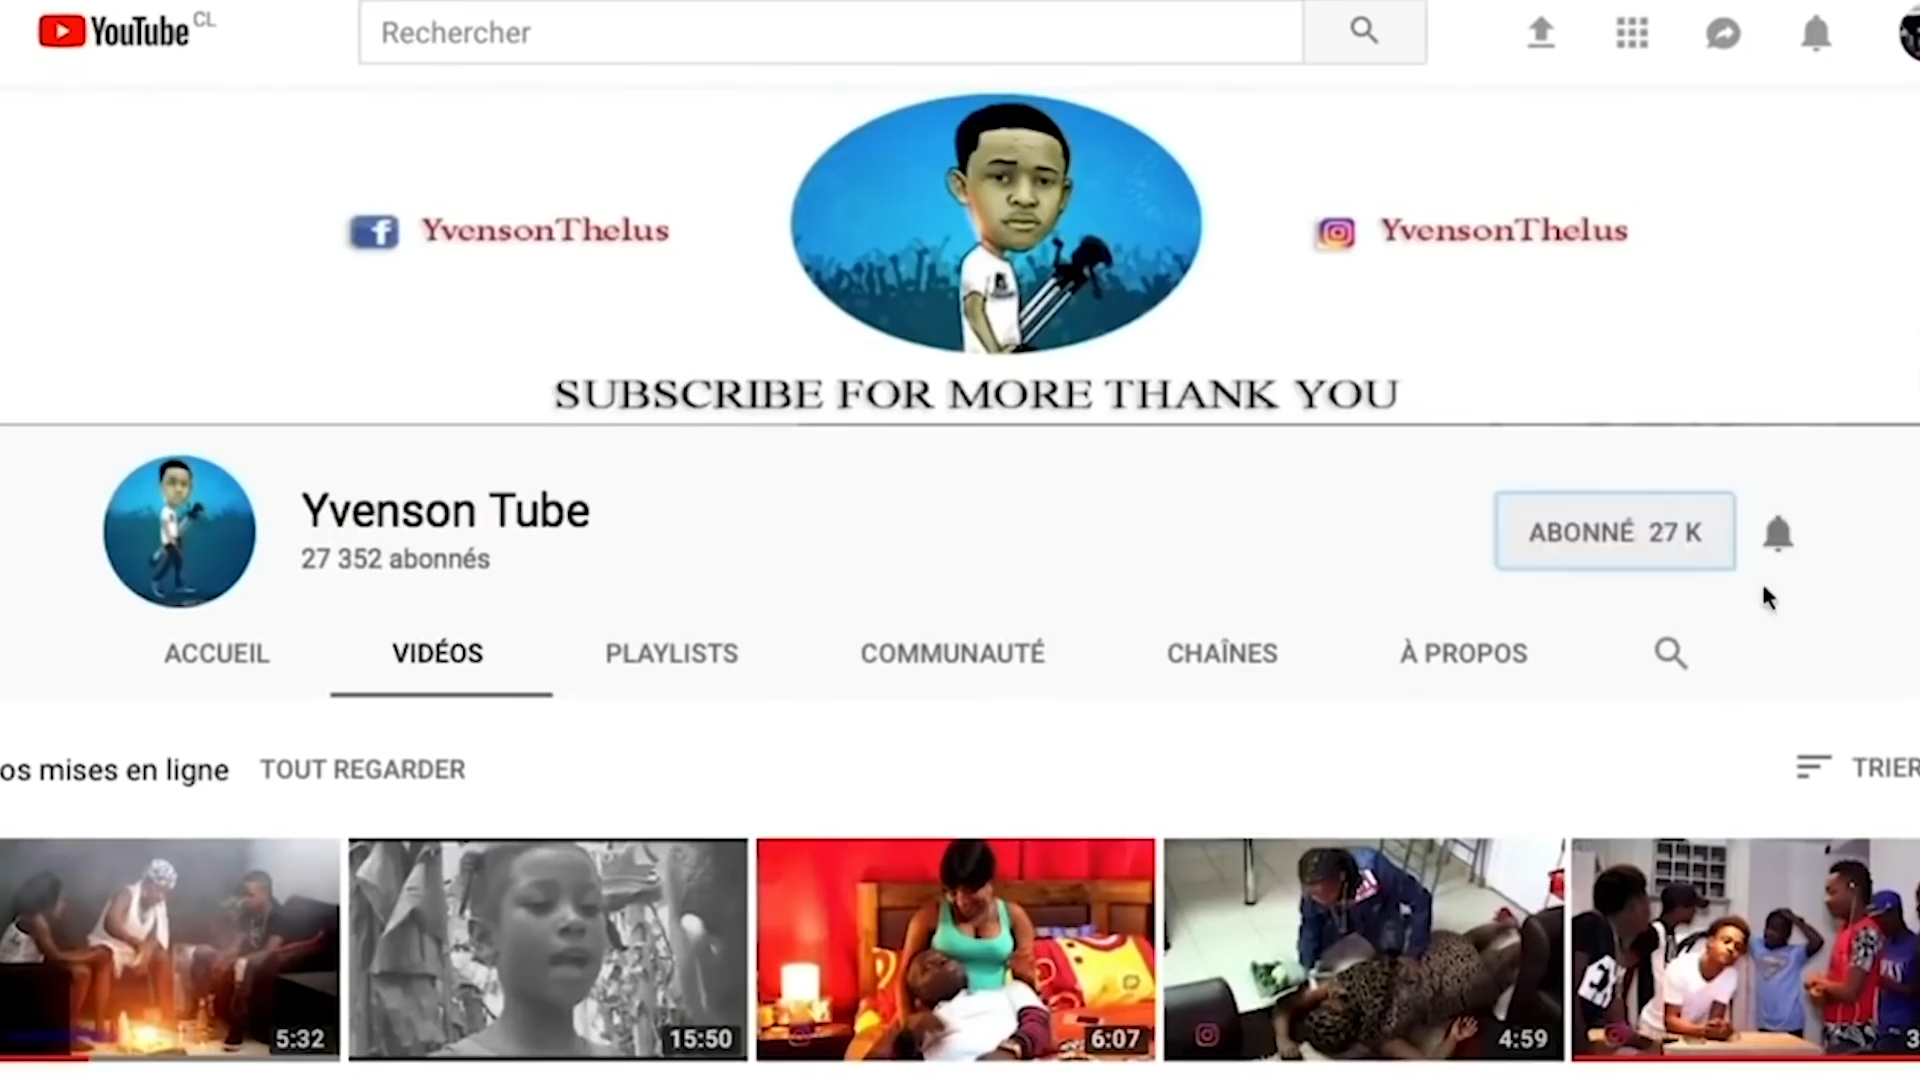 YouTube CL
Rechercher
YvensonThelus
YvensonThelus
SUBSCRIBE FOR MORE THANK YOU
Yvenson Tube
27 352 abonnés
ABONNÉ 27 K
ACCUEIL VIDÉOS PLAYLISTS COMMUNAUTÉ CHAÎNES À PROPOS
os mises en ligne TOUT REGARDER
TRIER
5:32
15:50
6:07
4:59
3